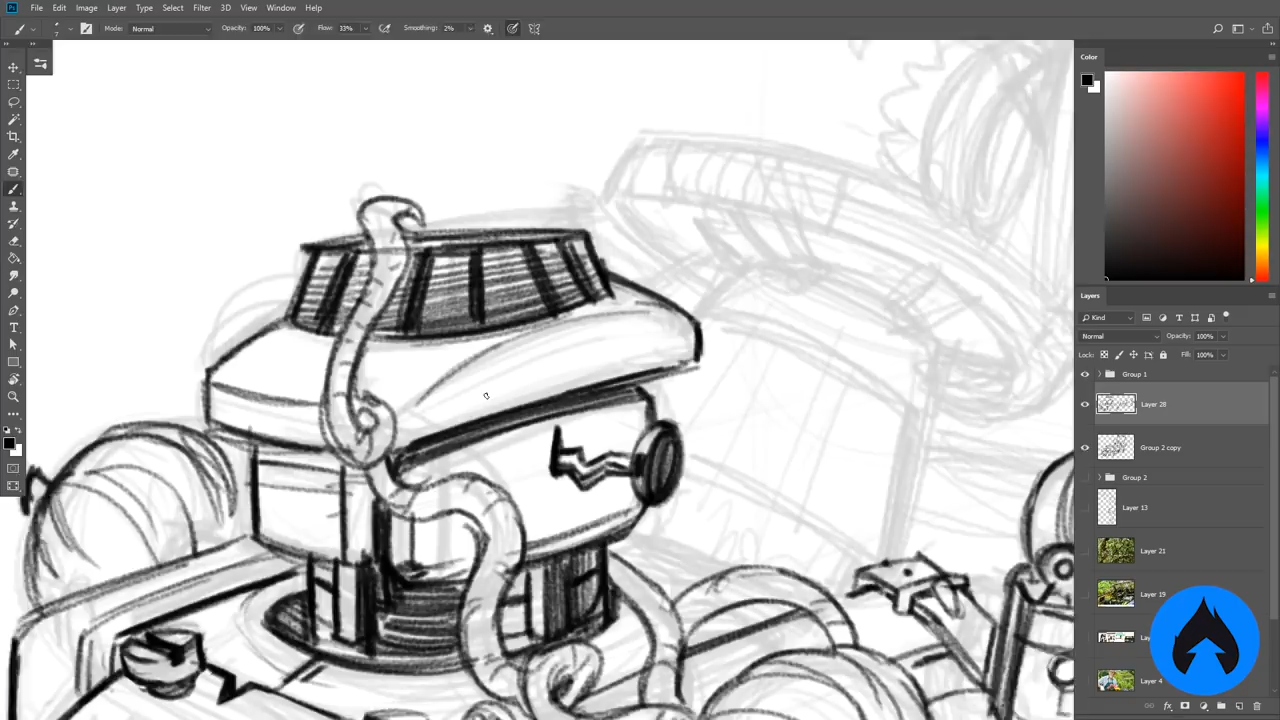 File Edit Image Layer Type Select Filter 3D View Window Help
Mode: Normal Opacity: 100% Flow: 33% Smoothing: 2%
7
Color
Layers
Kind
Normal Opacity: 100%
Lock: Fill: 100%
Group 1
Layer 28
Group 2 copy
Group 2
Layer 13
Layer 21
Layer 19
Layer 4